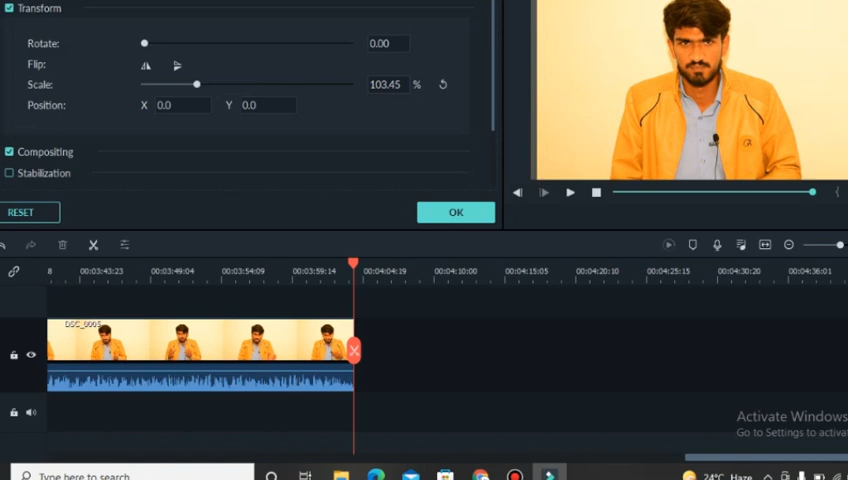 Transform
Rotate: 0.00
Flip:
Scale: 103.45 %
Position: X 0.0 Y 0.0
Compositing
Stabilization
RESET OK
8 00:03:43:23 00:03:49:04 00:03:54:09 00:03:59:14 00:04:04:19 00:04:10:00 00:04:15:05 00:04:20:10 00:04:25:15 00:04:30:20 00:04:36:01
DSC_0005
Activate Windows
Go to Settings to activa
Type here to search 24°C Haze